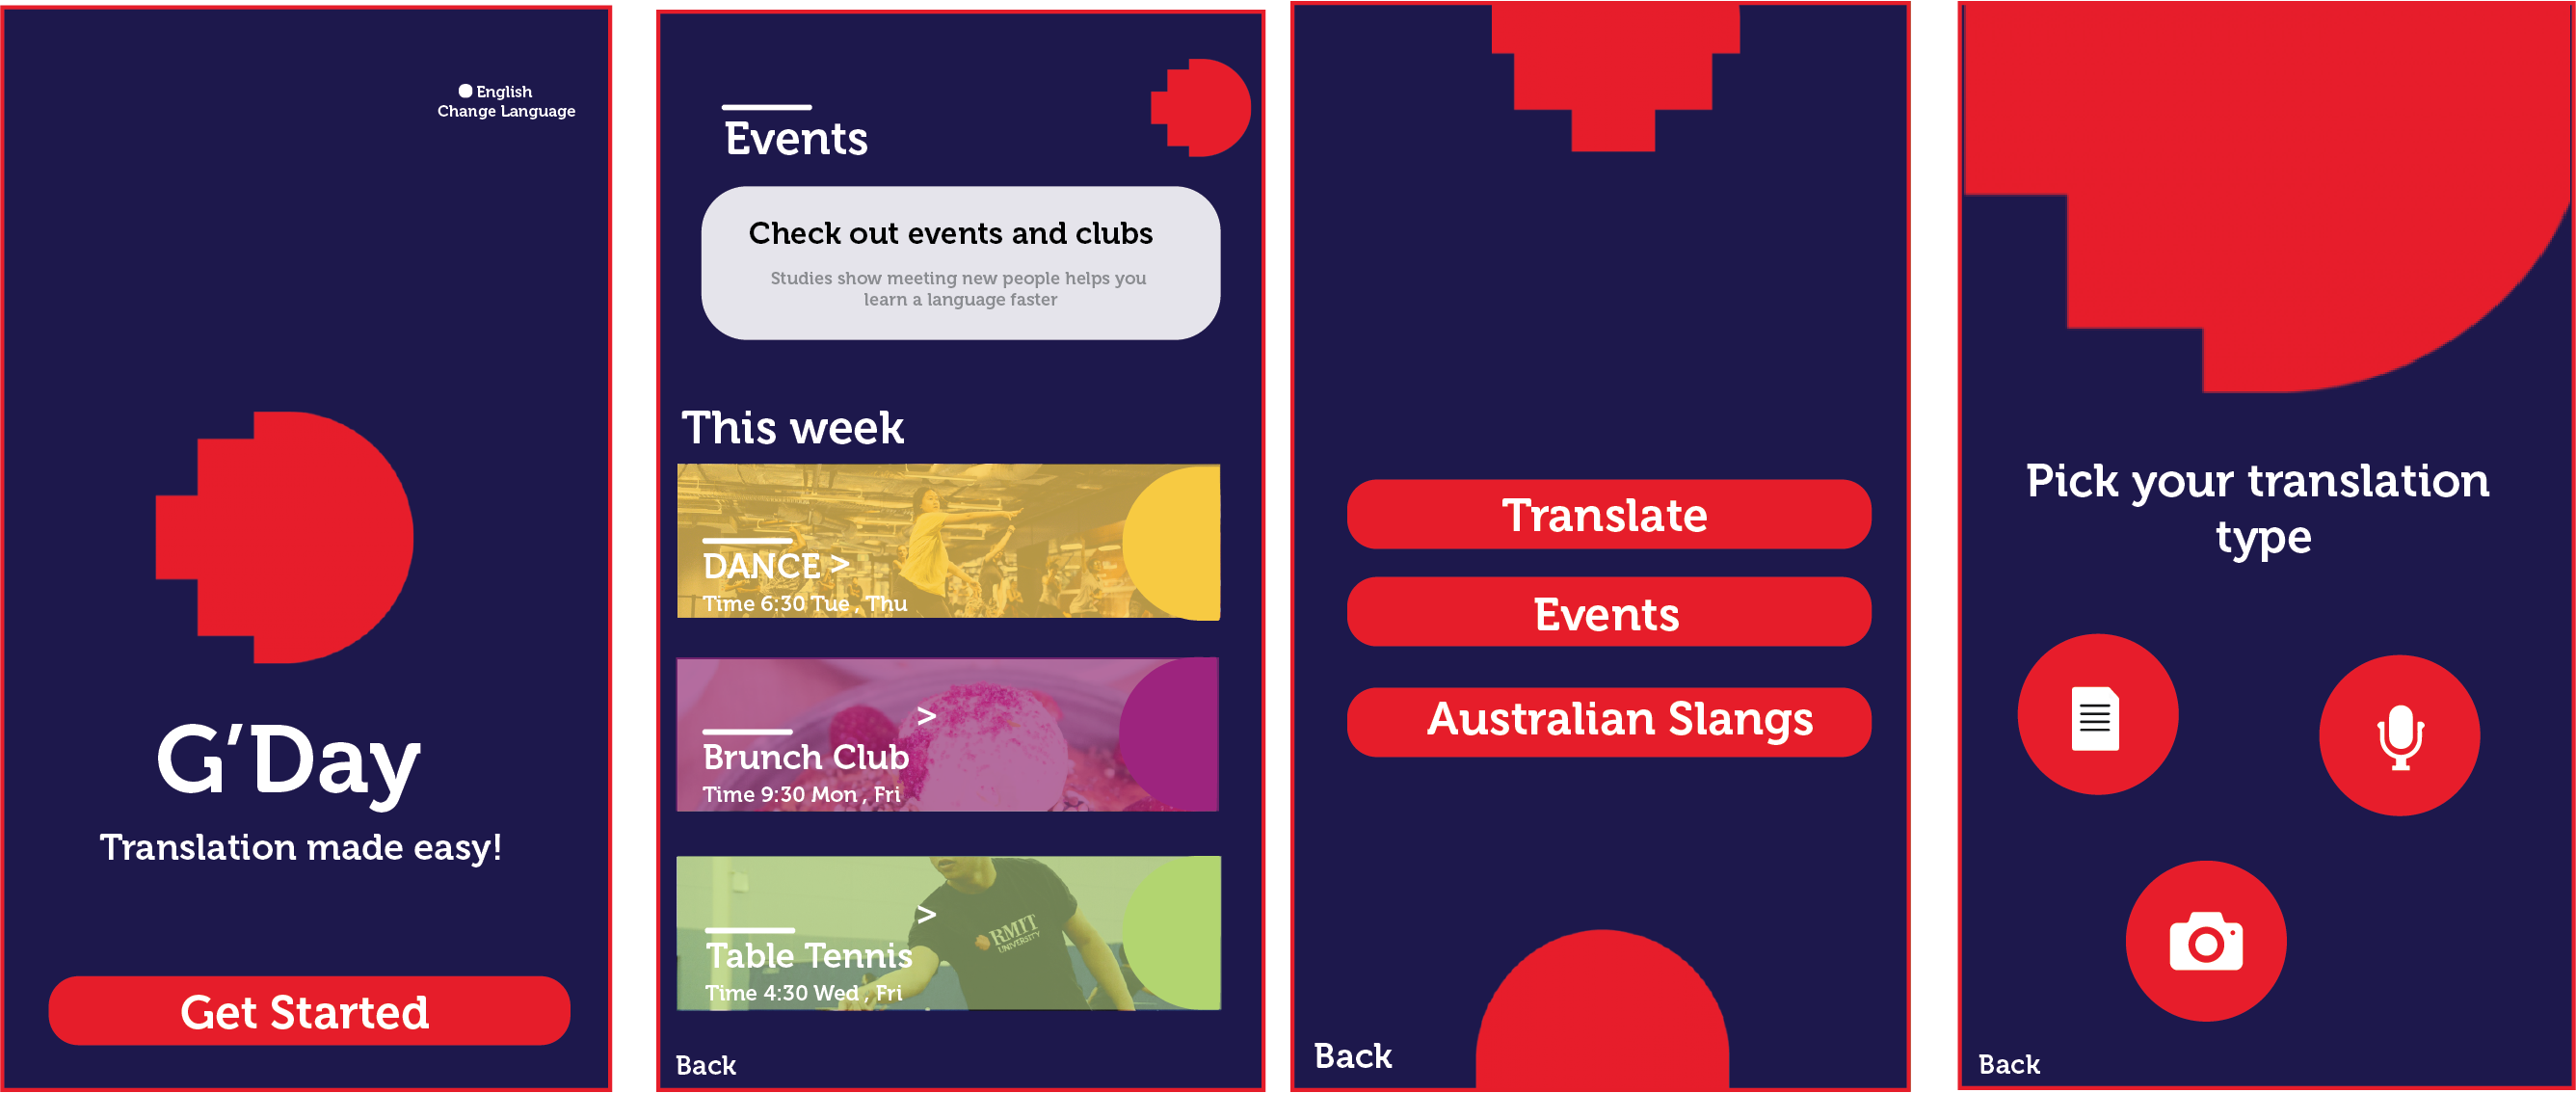 English
Change Language
G'Day
Translation made easy!
Get Started
Events
Check out events and clubs
Studies show meeting new people helps you
learn a language faster
This week
DANCE >
Time 6:30 Tue , Thu
>
Brunch Club
Time 9:30 Mon , Fri
>
RMIT
UNIVERSITY
Table Tennis
Time 4:30 Wed , Fri
Back
Translate
Events
Australian Slangs
Back
Pick your translation
type
Back